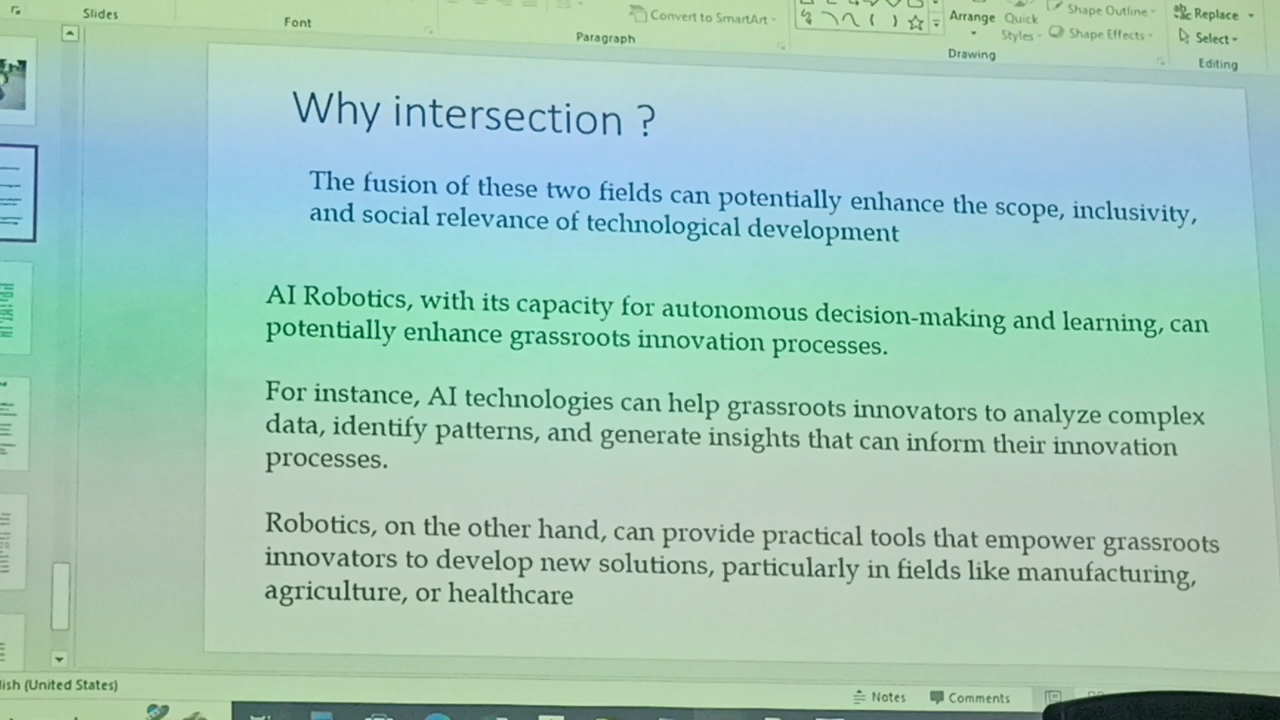 Slides
Font
Convert to SmartArt
Paragraph
Arrange
Quick
Styles
Shape Outline
Shape Effects
Drawing
Replace
Select
Editing
Why intersection ?
The fusion of these two fields can potentially enhance the scope, inclusivity,
and social relevance of technological development
AI Robotics, with its capacity for autonomous decision-making and learning, can
potentially enhance grassroots innovation processes.
For instance, AI technologies can help grassroots innovators to analyze complex
data, identify patterns, and generate insights that can inform their innovation
processes.
Robotics, on the other hand, can provide practical tools that empower grassroots
innovators to develop new solutions, particularly in fields like manufacturing,
agriculture, or healthcare
lish (United States)
Notes
Comments